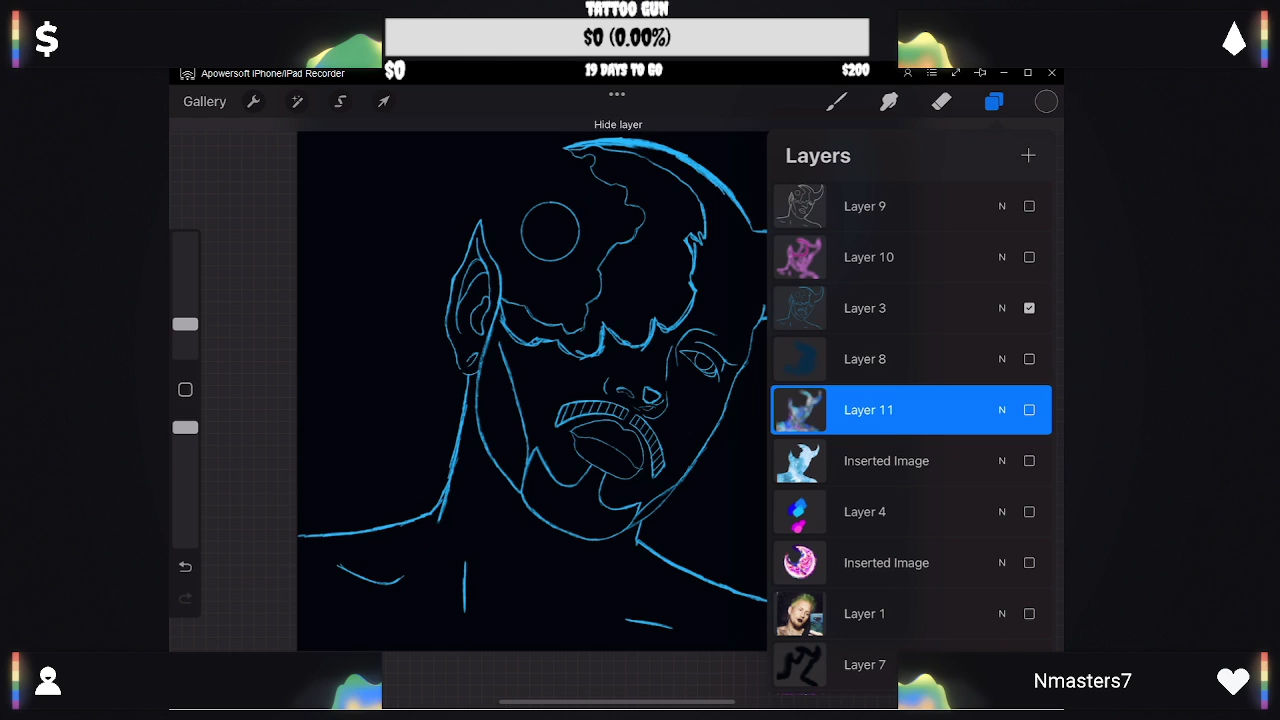 TATTOO GUN
$0 (0.00%)
$0 19 DAYS TO GO $200
Apowersoft iPhone/iPad Recorder
Gallery
Hide layer
Layers
Layer 9 N
Layer 10 N
Layer 3 N
Layer 8 N
Layer 11 N
Inserted Image N
Layer 4 N
Inserted Image N
Layer 1 N
Layer 7
Nmasters7